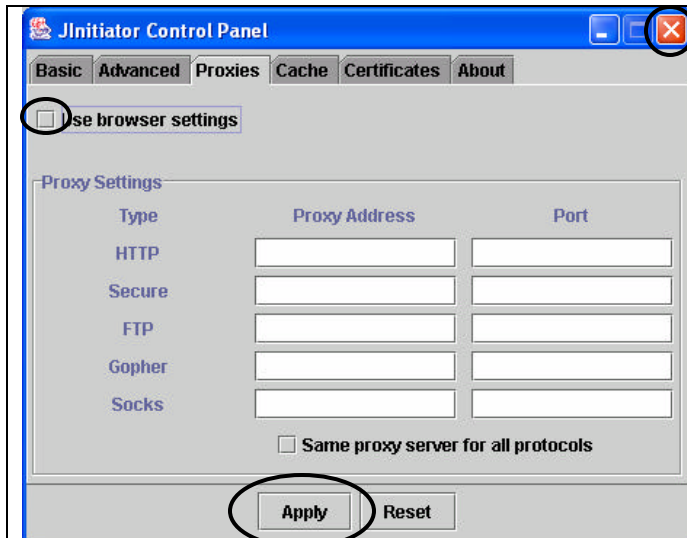 JInitiator Control Panel
Basic Advanced Proxies Cache Certificates About
Use browser settings
Proxy Settings
Type Proxy Address Port
HTTP
Secure
FTP
Gopher
Socks
Same proxy server for all protocols
Apply Reset